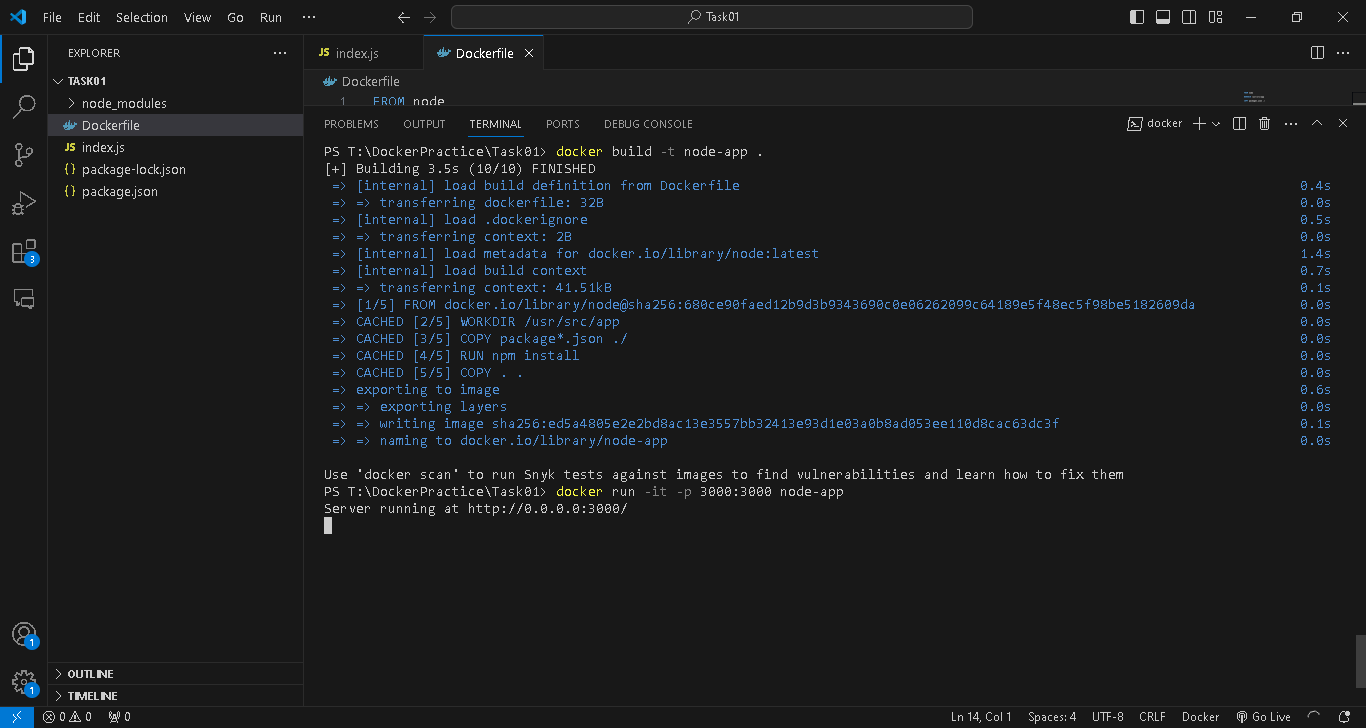 File Edit Selection View Go Run ··· Task01
EXPLORER ···
TASK01
node_modules
Dockerfile
JS index.js
{} package-lock.json
{} package.json
OUTLINE
TIMELINE
JS index.js Dockerfile
Dockerfile
1 FROM node
PROBLEMS OUTPUT TERMINAL PORTS DEBUG CONSOLE docker
PS T:\DockerPractice\Task01> docker build -t node-app .
[+] Building 3.5s (10/10) FINISHED
=> [internal] load build definition from Dockerfile 0.4s
=> => transferring dockerfile: 32B 0.0s
=> [internal] load .dockerignore 0.5s
=> => transferring context: 2B 0.0s
=> [internal] load metadata for docker.io/library/node:latest 1.4s
=> [internal] load build context 0.7s
=> => transferring context: 41.51kB 0.1s
=> [1/5] FROM docker.io/library/node@sha256:680ce90faed12b9d3b9343690c0e06262099c64189e5f48ec5f98be5182609da 0.0s
=> CACHED [2/5] WORKDIR /usr/src/app 0.0s
=> CACHED [3/5] COPY package*.json ./ 0.0s
=> CACHED [4/5] RUN npm install 0.0s
=> CACHED [5/5] COPY . . 0.0s
=> exporting to image 0.6s
=> => exporting layers 0.0s
=> => writing image sha256:ed5a4805e2e2bd8ac13e3557bb32413e93d1e03a0b8ad053ee110d8cac63dc3f 0.1s
=> => naming to docker.io/library/node-app 0.0s
Use 'docker scan' to run Snyk tests against images to find vulnerabilities and learn how to fix them
PS T:\DockerPractice\Task01> docker run -it -p 3000:3000 node-app
Server running at http://0.0.0.0:3000/
3
1
1
0 0 0 Ln 14, Col 1 Spaces: 4 UTF-8 CRLF Docker Go Live